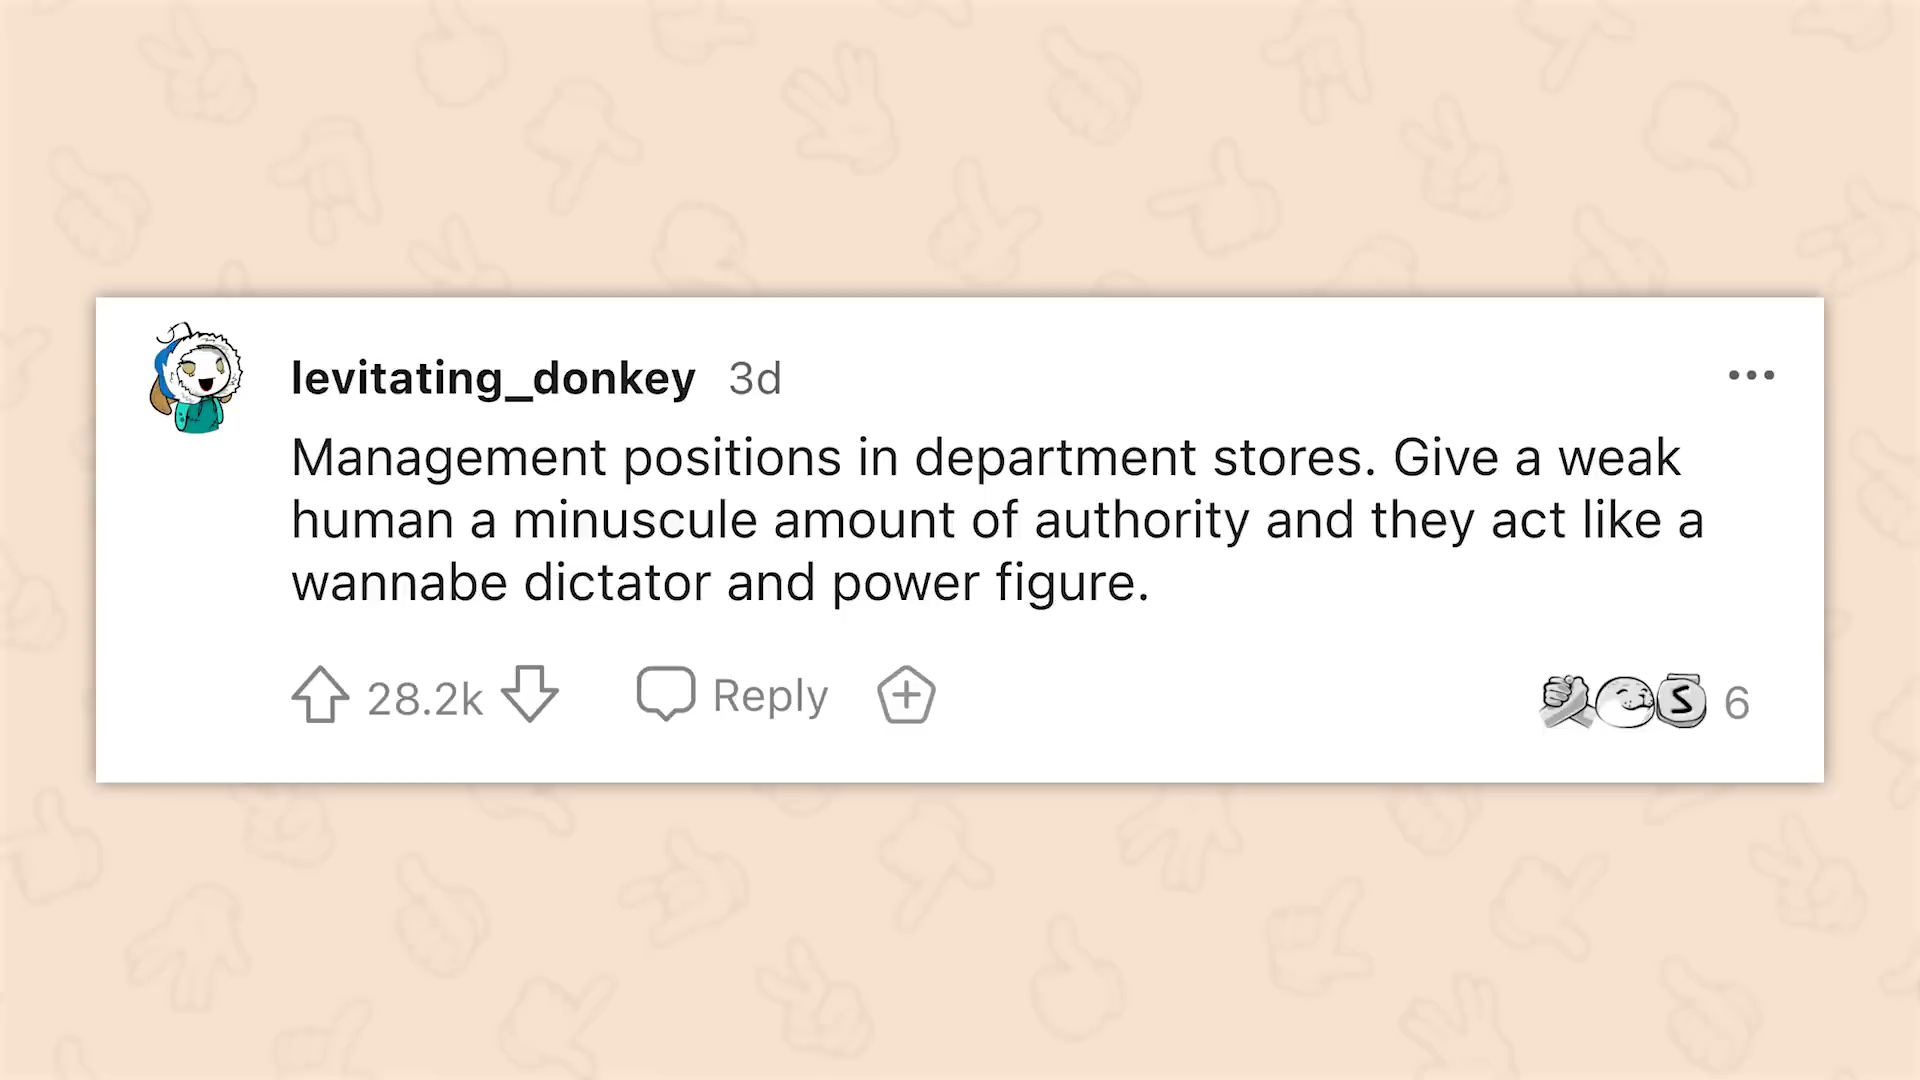 levitating_donkey 3d
Management positions in department stores. Give a weak
human a minuscule amount of authority and they act like a
wannabe dictator and power figure.
28.2k Reply S 6